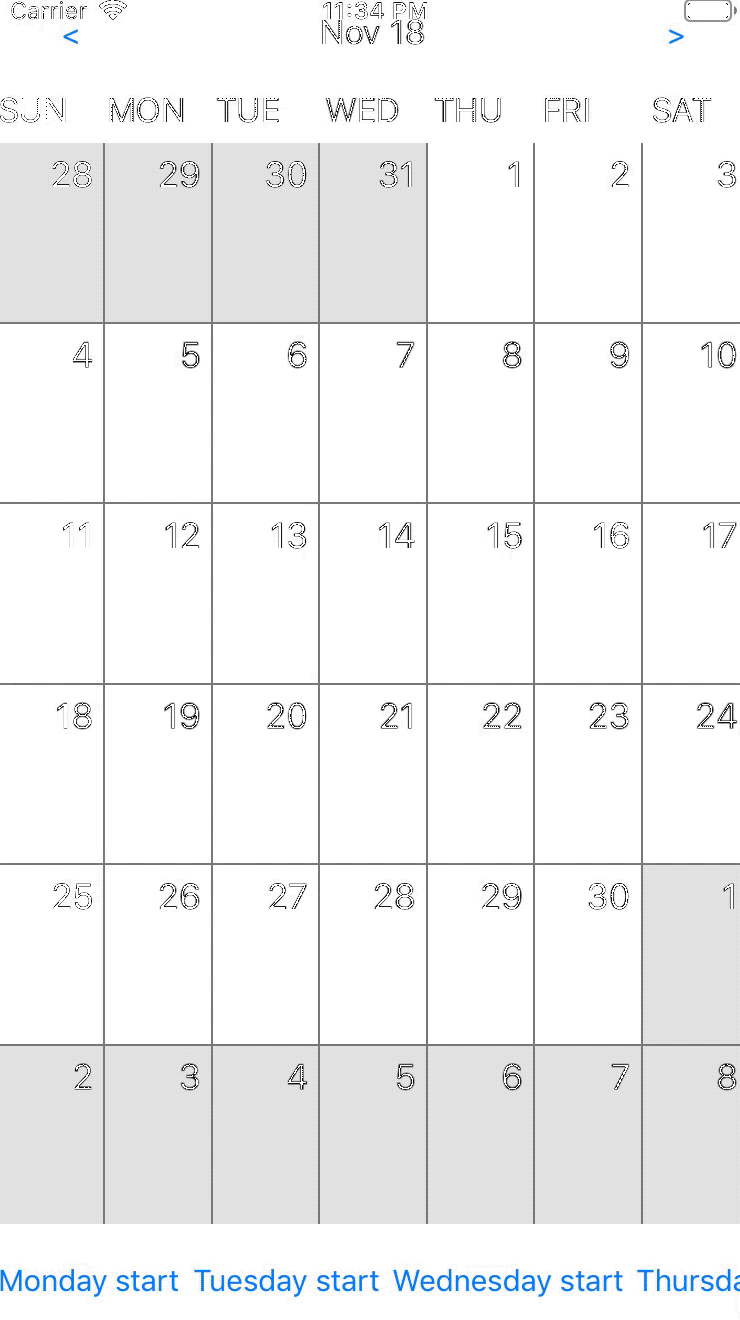 Carrier 11:34 PM
< Nov 18 >
SUN MON TUE WED THU FRI SAT
28 29 30 31 1 2 3
4 5 6 7 8 9 10
11 12 13 14 15 16 17
18 19 20 21 22 23 24
25 26 27 28 29 30 1
2 3 4 5 6 7 8
Monday start Tuesday start Wednesday start Thursda